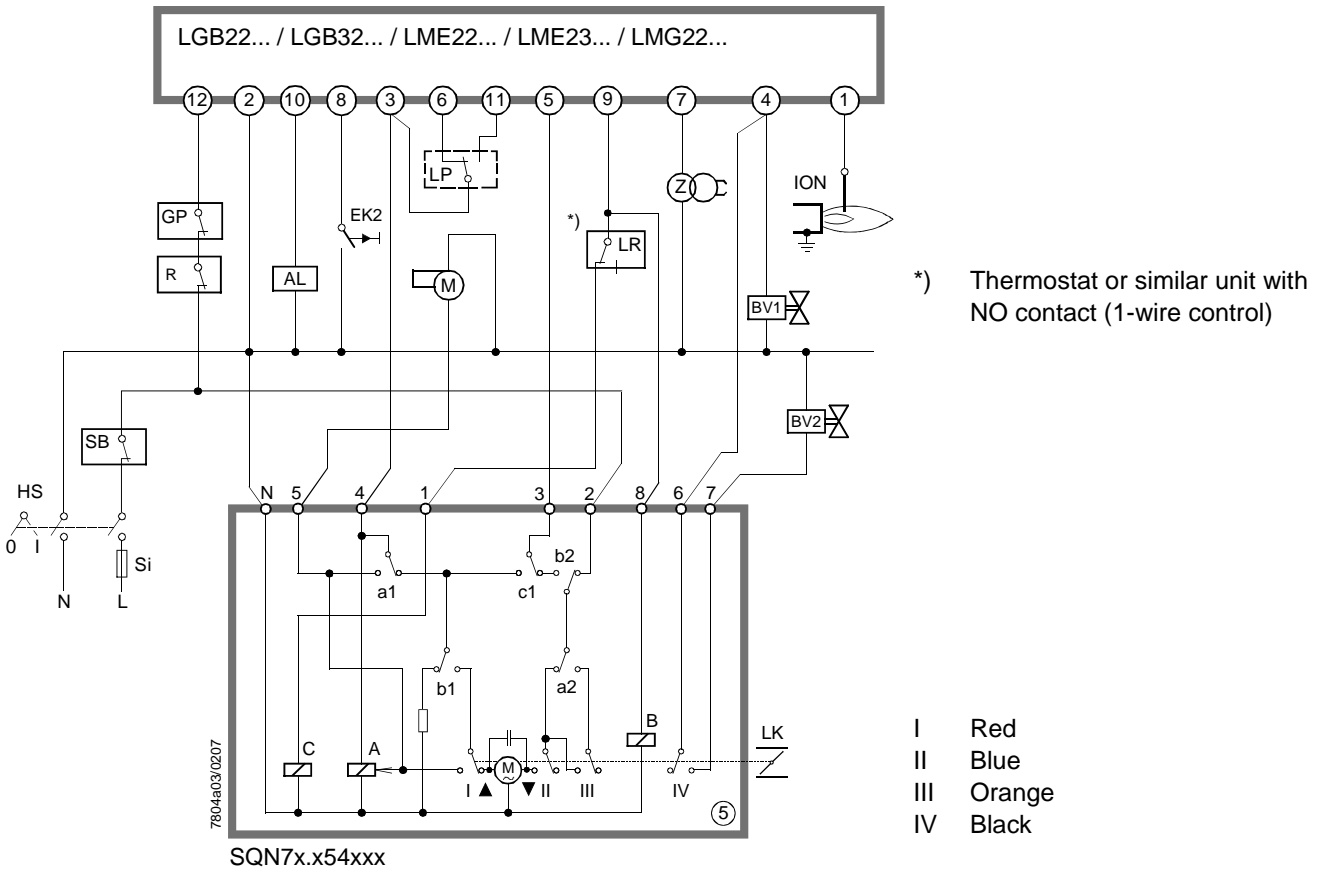 LGB22... / LGB32... / LME22... / LME23... / LMG22...
12 2 10 8 3 6 11 5 9 7 4 1
LP
Z
ION
GP
EK2
*)
LR
R
AL
M
BV1
*) Thermostat or similar unit with
NO contact (1-wire control)
BV2
SB
HS
N 5 4 1 3 2 8 6 7
0 I
Si
N L
a1
c1
b2
b1
a2
C
A
B
LK
M
~
I II III IV
5
7804a03/0207
SQN7x.x54xxx
I Red
II Blue
III Orange
IV Black